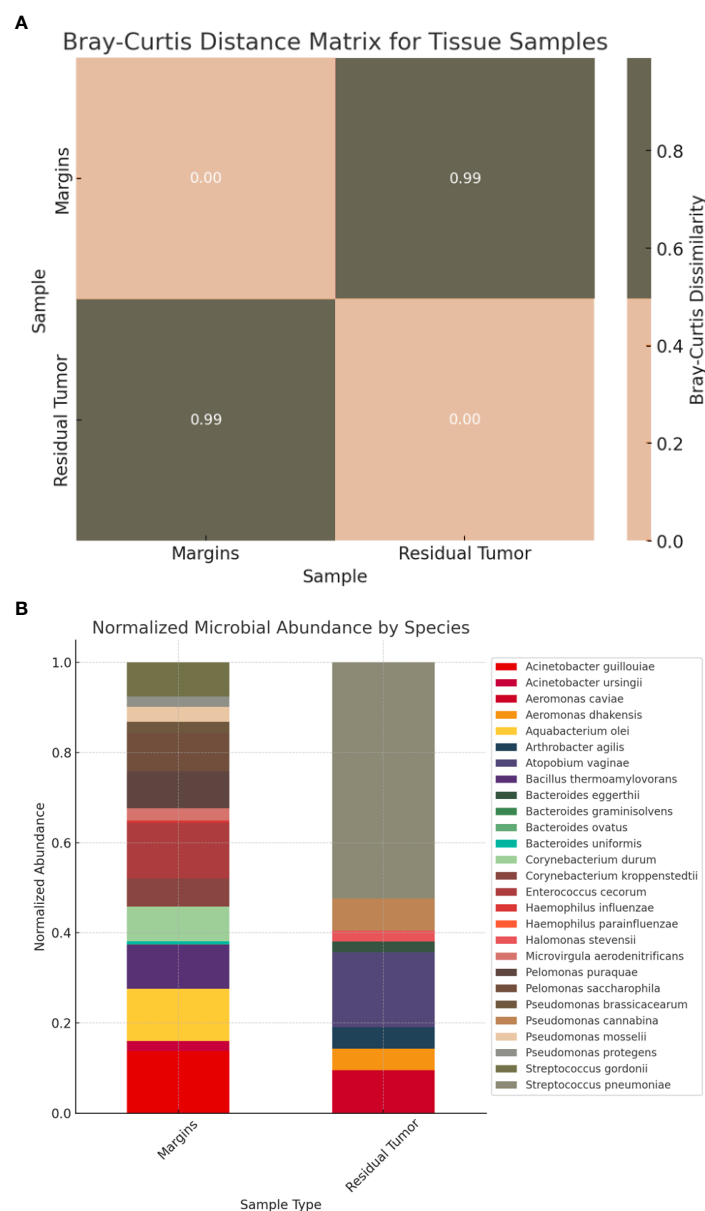 A
Bray-Curtis Distance Matrix for Tissue Samples
Margins
0.00
0.99
Residual Tumor
0.99
0.00
Sample
Margins
Residual Tumor
Sample
0.8
0.6
0.4
0.2
0.0
Bray-Curtis Dissimilarity
B
Normalized Microbial Abundance by Species
1.0
0.8
0.6
0.4
0.2
0.0
Normalized Abundance
Margins
Residual Tumor
Sample Type
Acinetobacter guillouiae
Acinetobacter ursingii
Aeromonas caviae
Aeromonas dhakensis
Aquabacterium olei
Arthrobacter agilis
Atopobium vaginae
Bacillus thermoamylovorans
Bacteroides eggerthii
Bacteroides graminisolvens
Bacteroides ovatus
Bacteroides uniformis
Corynebacterium durum
Corynebacterium kroppenstedtii
Enterococcus cecorum
Haemophilus influenzae
Haemophilus parainfluenzae
Halomonas stevensii
Microvirgula aerodenitrificans
Pelomonas puraquae
Pelomonas saccharophila
Pseudomonas brassicacearum
Pseudomonas cannabina
Pseudomonas mosselii
Pseudomonas protegens
Streptococcus gordonii
Streptococcus pneumoniae